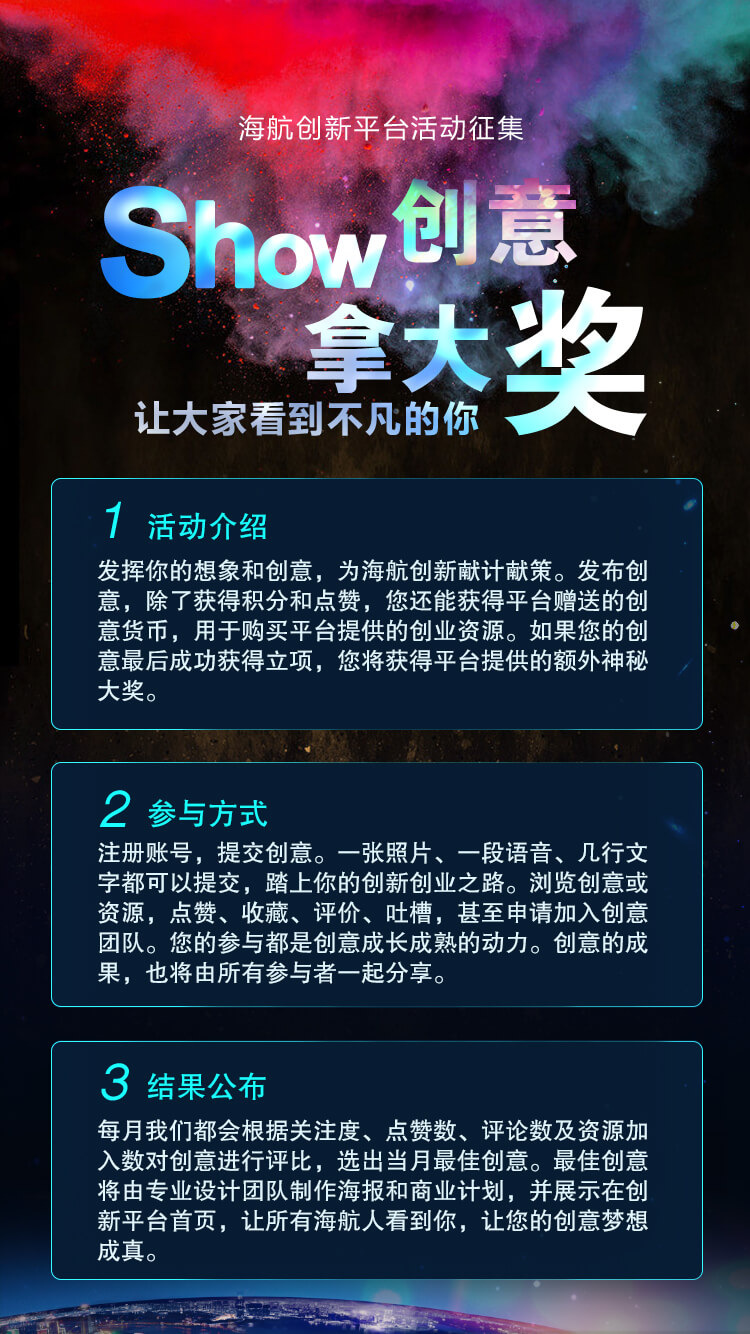 海航创新平台活动征集
Show创意
拿大奖
让大家看到不凡的你
1 活动介绍
发挥你的想象和创意，为海航创新献计献策。发布创
意，除了获得积分和点赞，您还能获得平台赠送的创
意货币，用于购买平台提供的创业资源。如果您的创
意最后成功获得立项，您将获得平台提供的额外神秘
大奖。
2 参与方式
注册账号，提交创意。一张照片、一段语音、几行文
字都可以提交，踏上你的创新创业之路。浏览创意或
资源，点赞、收藏、评价、吐槽，甚至申请加入创意
团队。您的参与都是创意成长成熟的动力。创意的成
果，也将由所有参与者一起分享。
3 结果公布
每月我们都会根据关注度、点赞数、评论数及资源加
入数对创意进行评比，选出当月最佳创意。最佳创意
将由专业设计团队制作海报和商业计划，并展示在创
新平台首页，让所有海航人看到你，让您的创意梦想
成真。